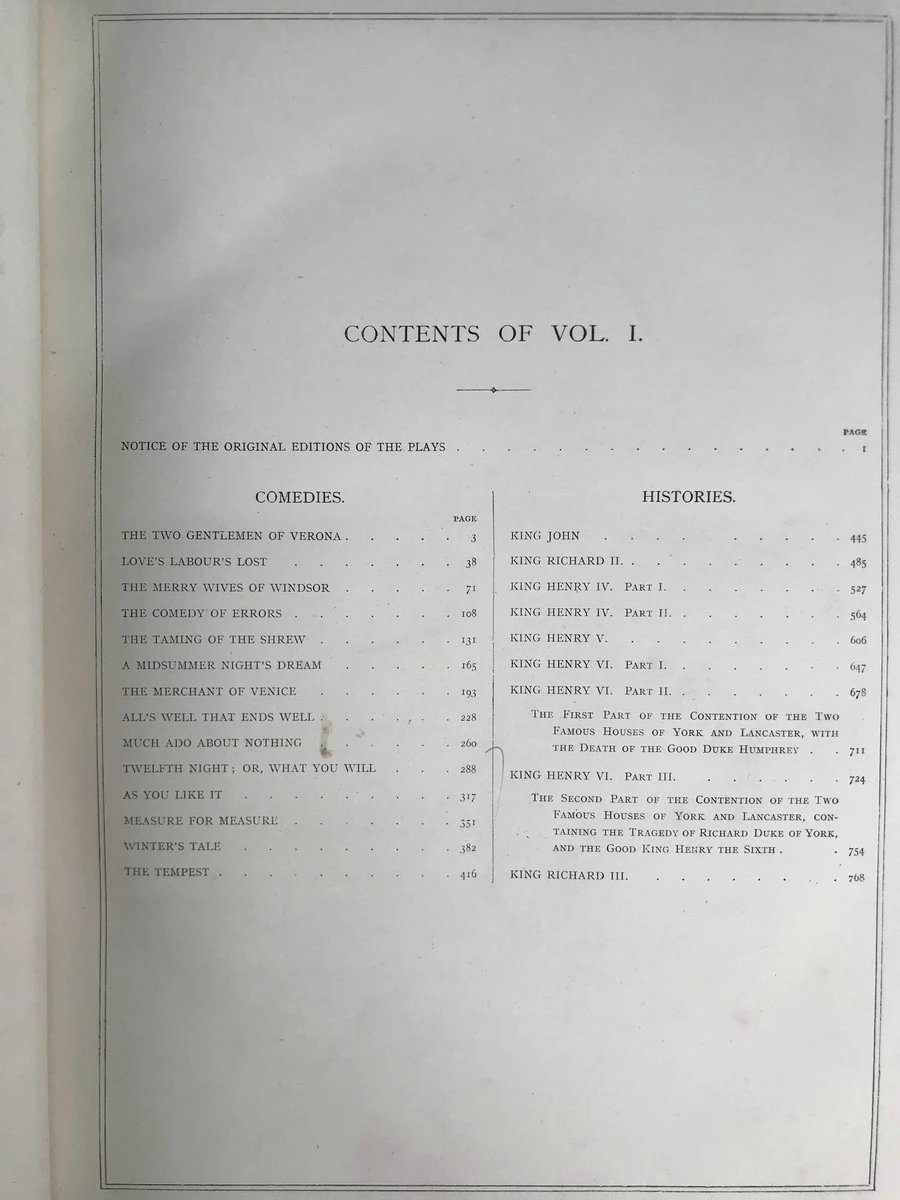 CONTENTS OF VOL. I.
PAGE
NOTICE OF THE ORIGINAL EDITIONS OF THE PLAYS . . . . . . . . . . . . . . . . 1
COMEDIES.
PAGE
THE TWO GENTLEMEN OF VERONA . . . . . 3
LOVE'S LABOUR'S LOST . . . . . . . 38
THE MERRY WIVES OF WINDSOR . . . . . 71
THE COMEDY OF ERRORS . . . . . . 108
THE TAMING OF THE SHREW . . . . . . 131
A MIDSUMMER NIGHT'S DREAM . . . . . 165
THE MERCHANT OF VENICE . . . . . . 193
ALL'S WELL THAT ENDS WELL . . . . . . 228
MUCH ADO ABOUT NOTHING . . . . . . 260
TWELFTH NIGHT; OR, WHAT YOU WILL . . . 288
AS YOU LIKE IT . . . . . . . . . 317
MEASURE FOR MEASURE . . . . . . . 351
WINTER'S TALE . . . . . . . . . 382
THE TEMPEST . . . . . . . . . . 416
HISTORIES.
KING JOHN . . . . . . . . . . 445
KING RICHARD II. . . . . . . . . . 485
KING HENRY IV. PART I. . . . . . . . 527
KING HENRY IV. PART II. . . . . . . . 564
KING HENRY V. . . . . . . . . . 606
KING HENRY VI. PART I. . . . . . . . 647
KING HENRY VI. PART II. . . . . . . . 678
THE FIRST PART OF THE CONTENTION OF THE TWO
FAMOUS HOUSES OF YORK AND LANCASTER, WITH
THE DEATH OF THE GOOD DUKE HUMPHREY . . 711
KING HENRY VI. PART III. . . . . . . 724
THE SECOND PART OF THE CONTENTION OF THE TWO
FAMOUS HOUSES OF YORK AND LANCASTER, CON-
TAINING THE TRAGEDY OF RICHARD DUKE OF YORK,
AND THE GOOD KING HENRY THE SIXTH . . 754
KING RICHARD III. . . . . . . . . 768